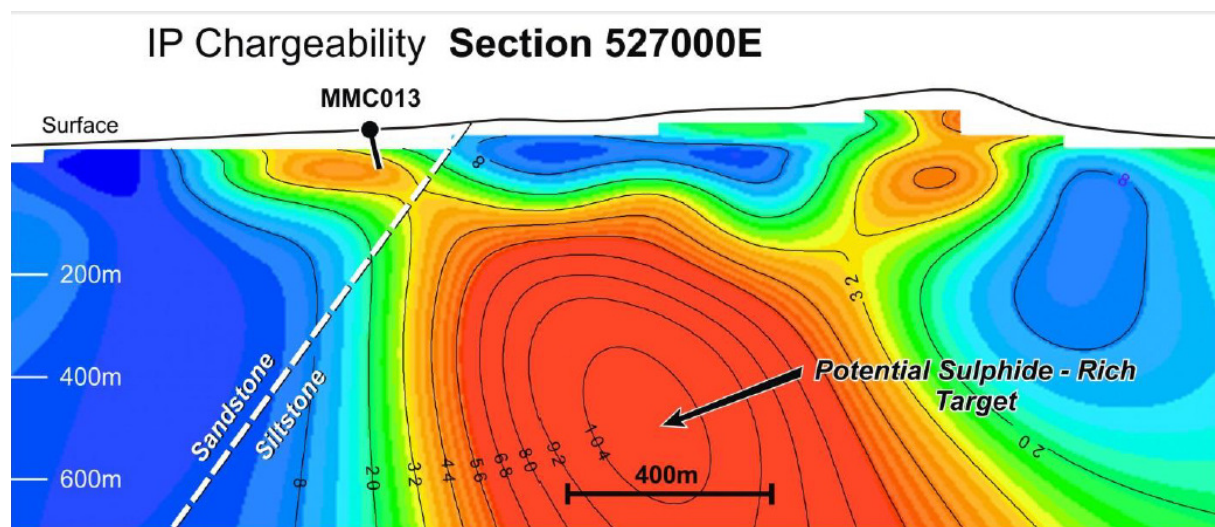 IP Chargeability Section 527000E
MMC013
Surface
8
8
200m
32
400m
Potential Sulphide - Rich
Target
Sandstone
Siltstone
20
600m
8
20
32
44
56
68
80
92
104
400m